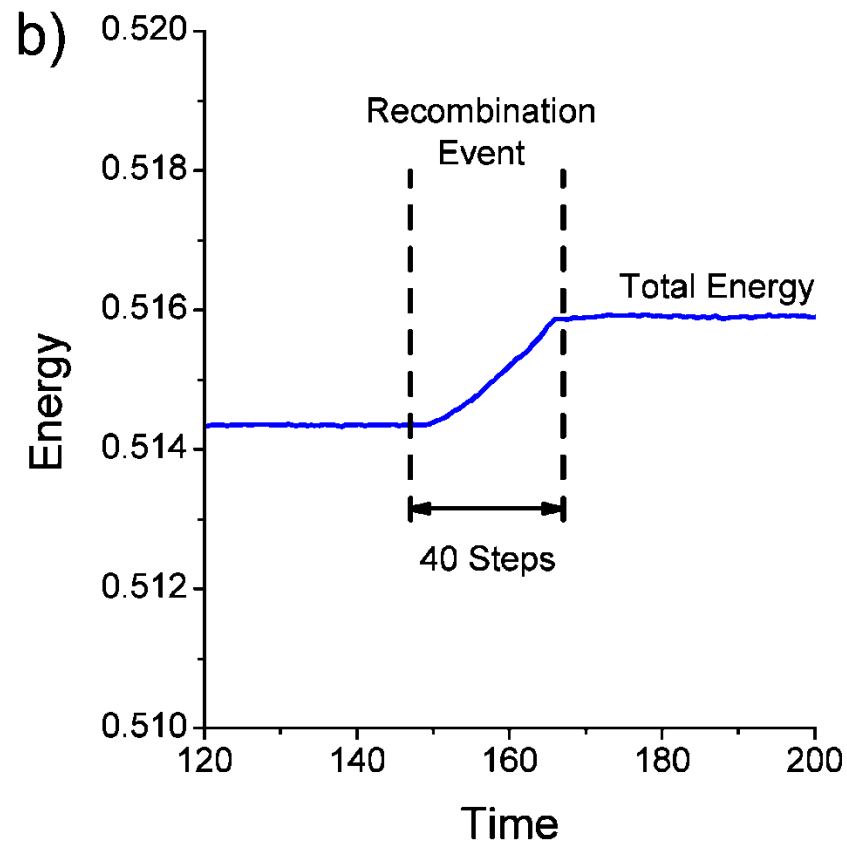 b)
0.520
Recombination
Event
0.518
Total Energy
0.516
Energy
0.514
40 Steps
0.512
0.510
120 140 160 180 200
Time